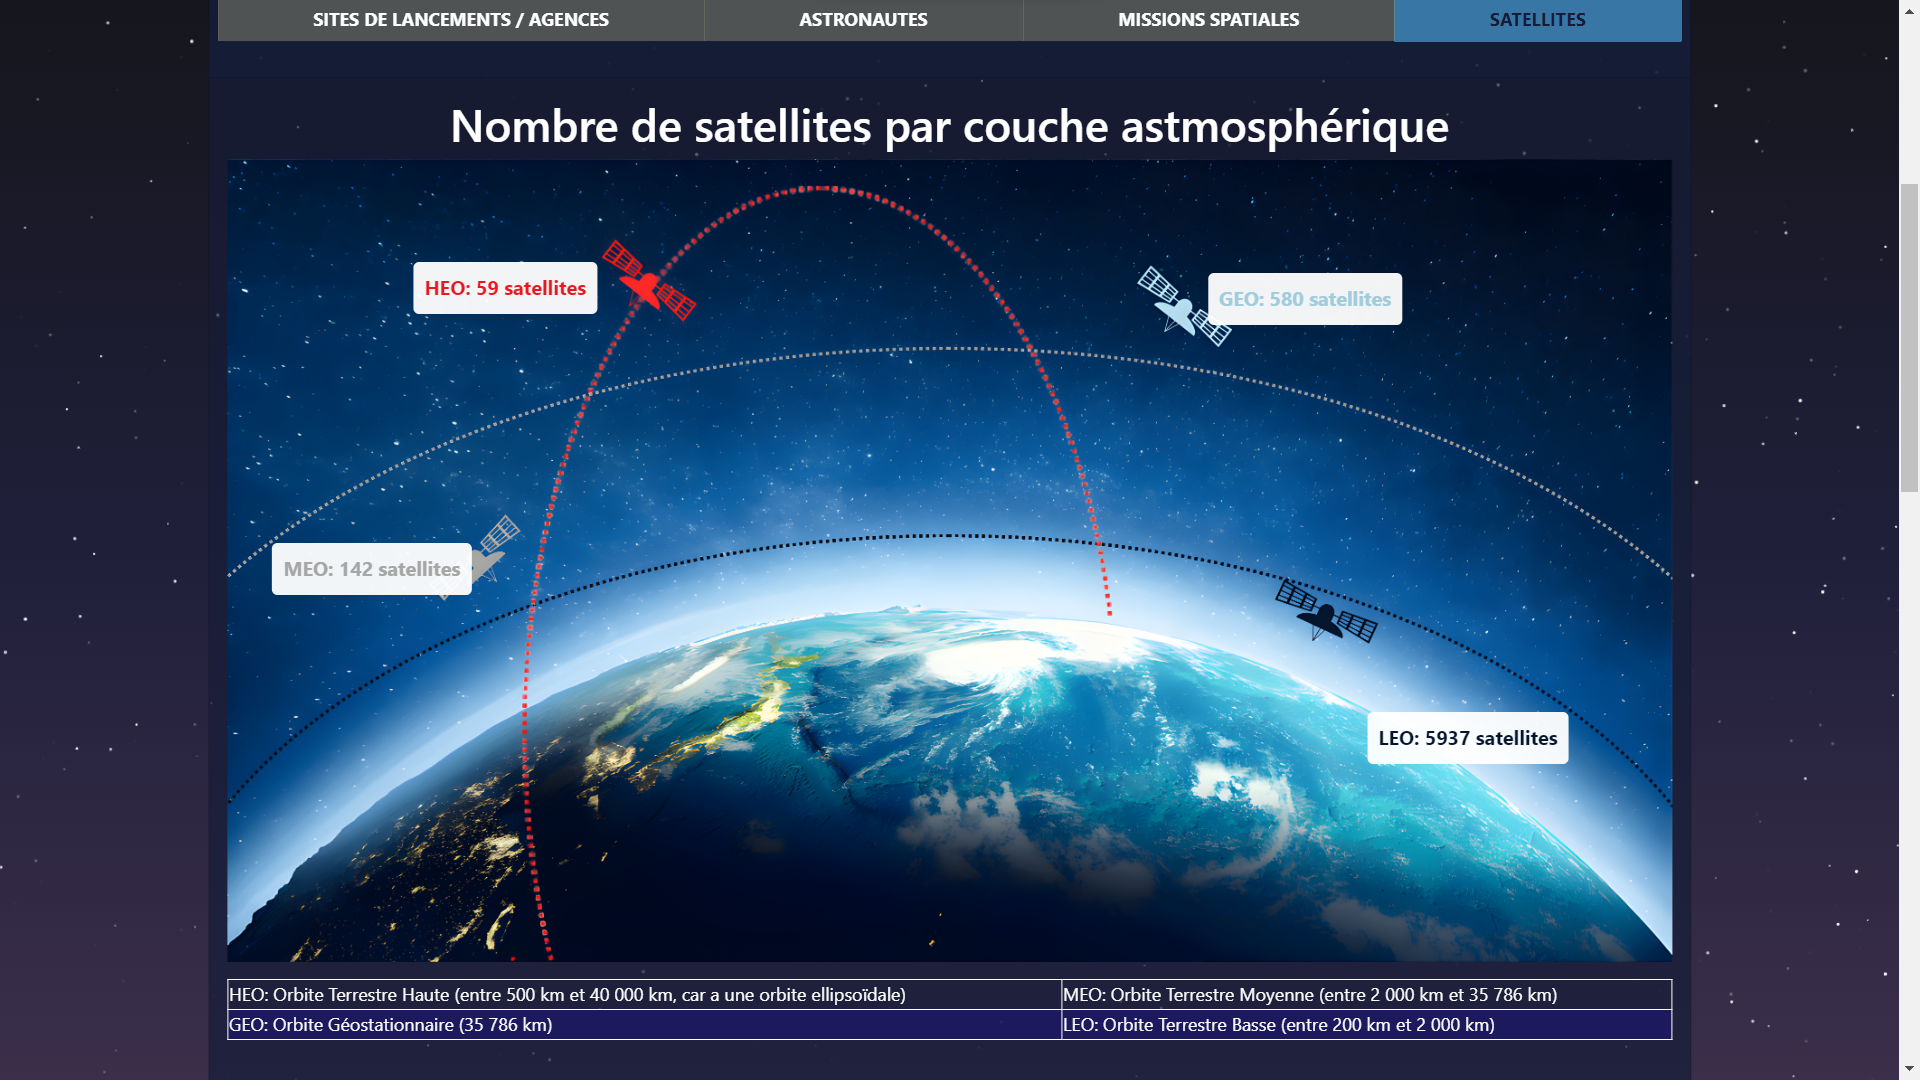 SITES DE LANCEMENTS / AGENCES
ASTRONAUTES
MISSIONS SPATIALES
SATELLITES
Nombre de satellites par couche astmosphérique
HEO: 59 satellites
GEO: 580 satellites
MEO: 142 satellites
LEO: 5937 satellites
HEO: Orbite Terrestre Haute (entre 500 km et 40 000 km, car a une orbite ellipsoïdale)
MEO: Orbite Terrestre Moyenne (entre 2 000 km et 35 786 km)
GEO: Orbite Géostationnaire (35 786 km)
LEO: Orbite Terrestre Basse (entre 200 km et 2 000 km)